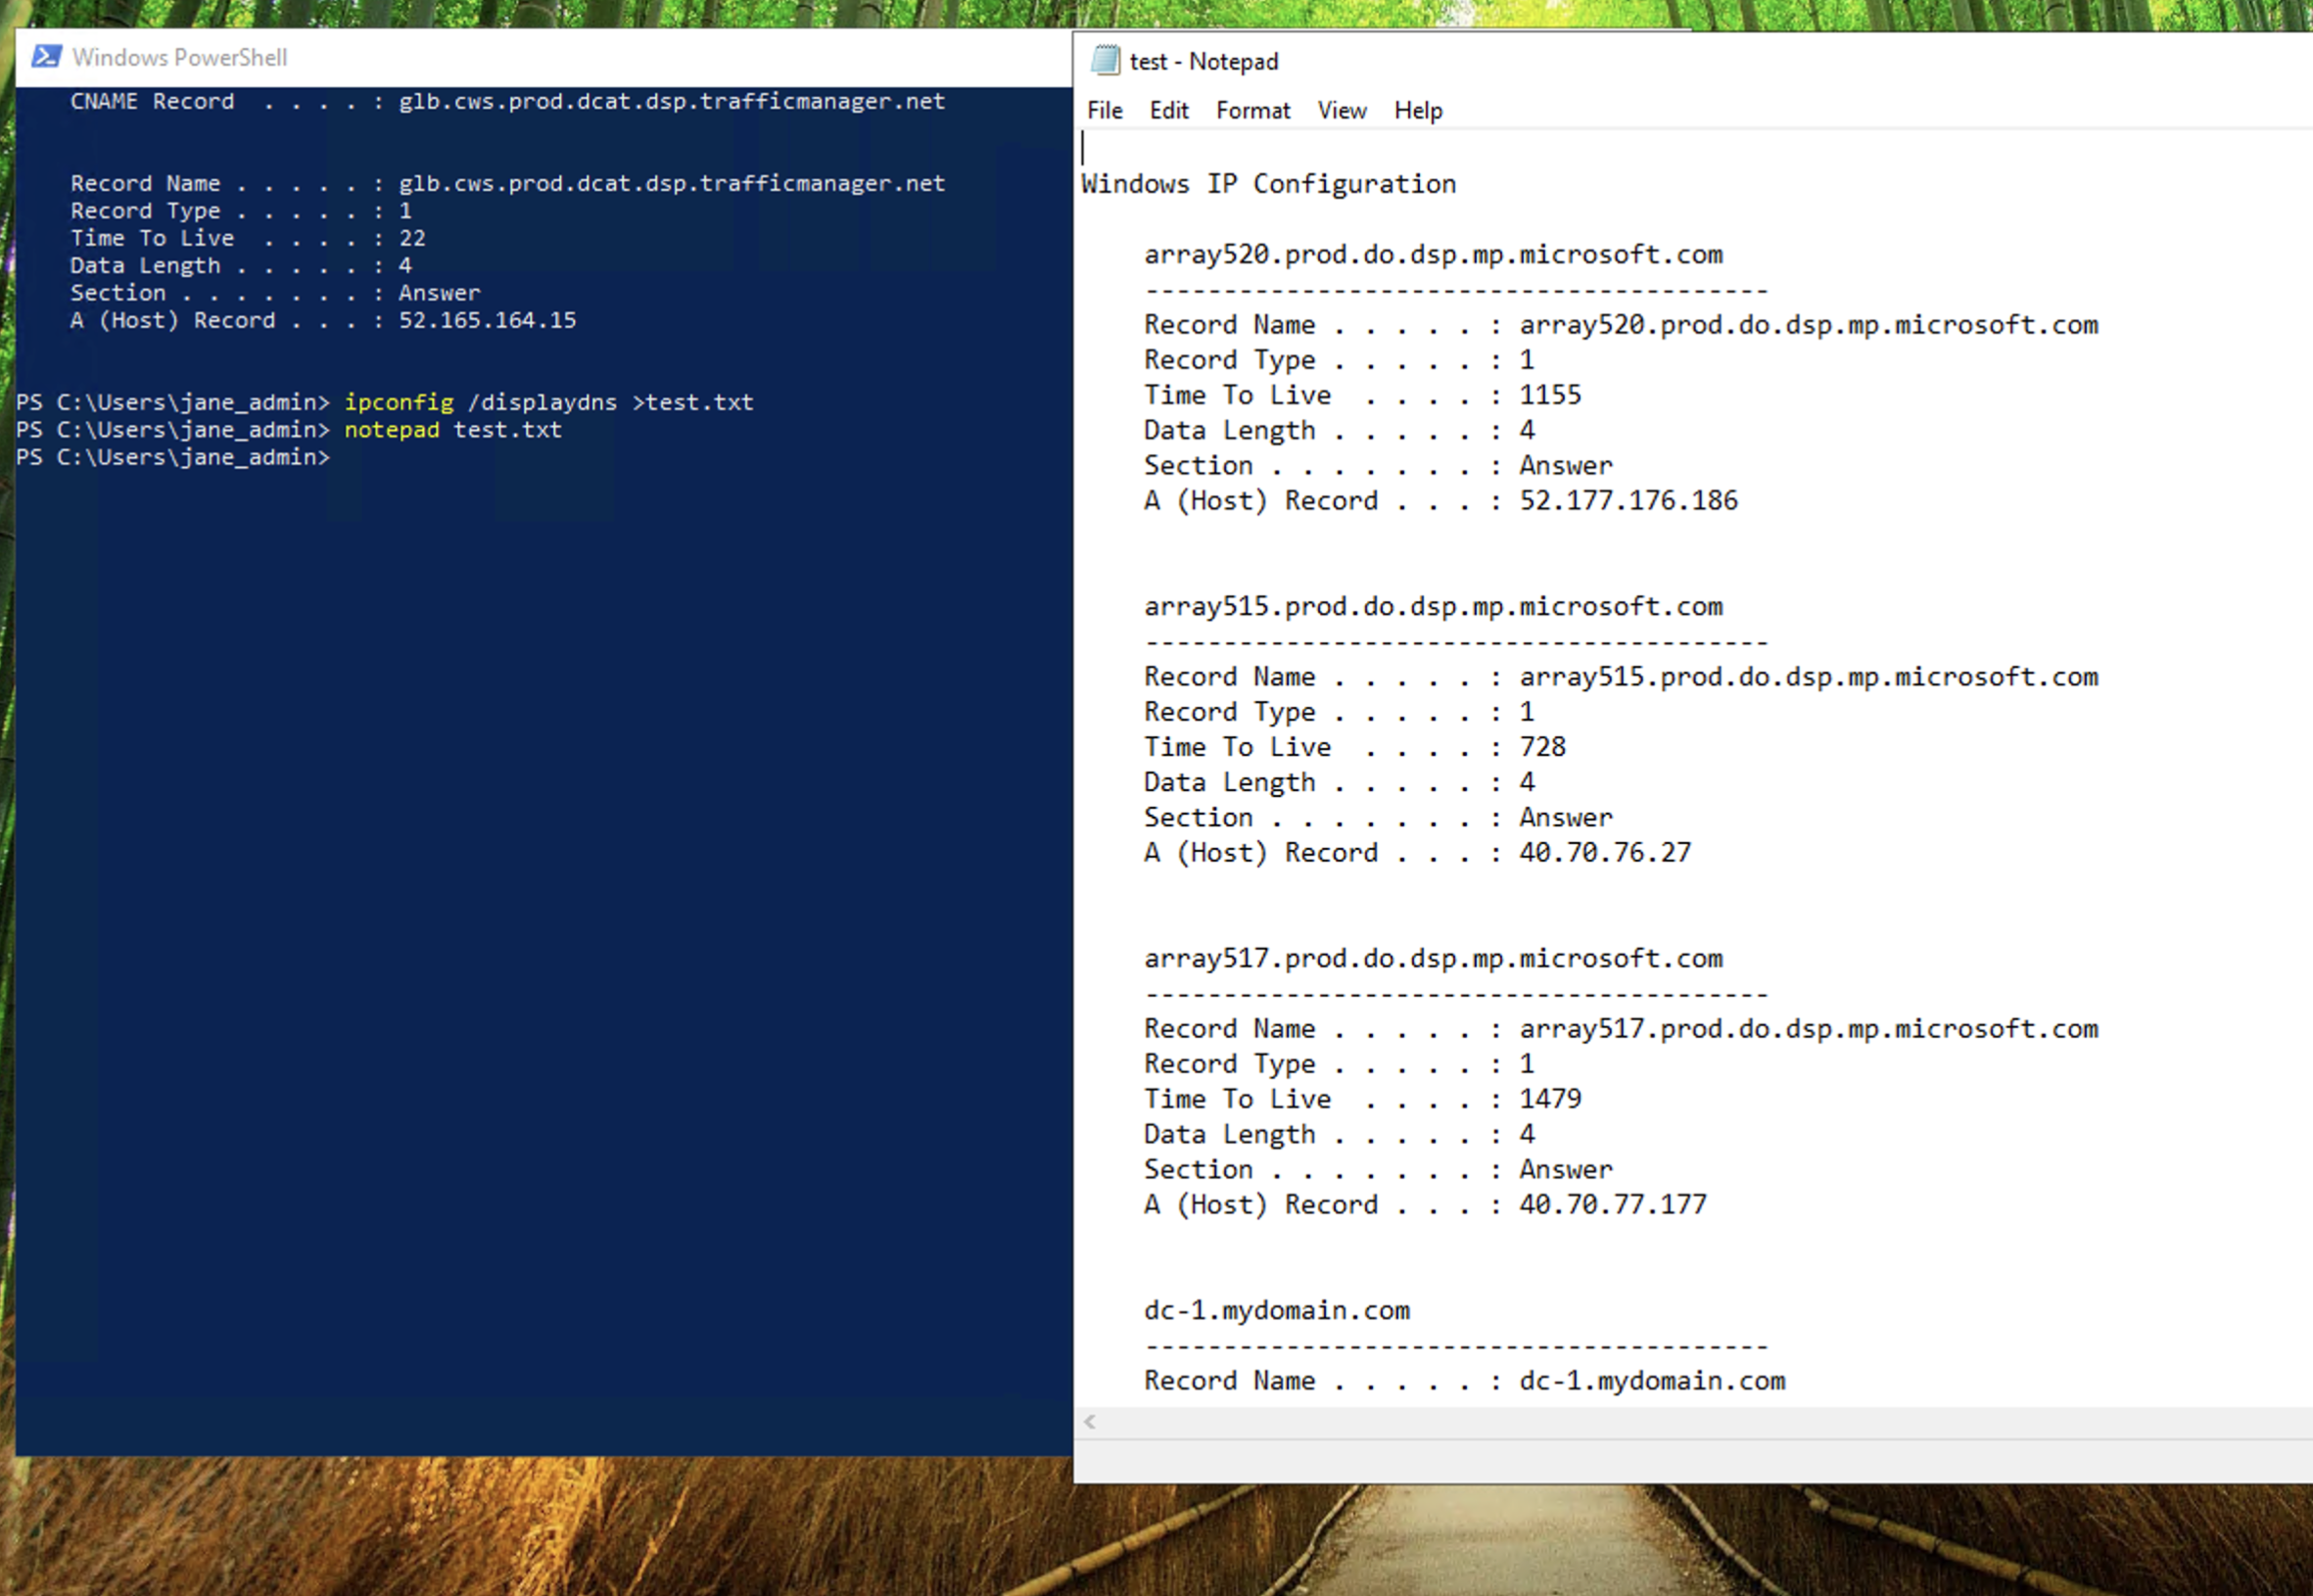 Windows PowerShell
CNAME Record  . . . . : glb.cws.prod.dcat.dsp.trafficmanager.net
Record Name . . . . . : glb.cws.prod.dcat.dsp.trafficmanager.net
Record Type . . . . . : 1
Time To Live  . . . . : 22
Data Length . . . . . : 4
Section . . . . . . . : Answer
A (Host) Record . . . : 52.165.164.15
PS C:\Users\jane_admin> ipconfig /displaydns >test.txt
PS C:\Users\jane_admin> notepad test.txt
PS C:\Users\jane_admin>
test - Notepad
File Edit Format View Help
Windows IP Configuration
array520.prod.do.dsp.mp.microsoft.com
----------------------------------------
Record Name . . . . . : array520.prod.do.dsp.mp.microsoft.com
Record Type . . . . . : 1
Time To Live  . . . . : 1155
Data Length . . . . . : 4
Section . . . . . . . : Answer
A (Host) Record . . . : 52.177.176.186
array515.prod.do.dsp.mp.microsoft.com
----------------------------------------
Record Name . . . . . : array515.prod.do.dsp.mp.microsoft.com
Record Type . . . . . : 1
Time To Live  . . . . : 728
Data Length . . . . . : 4
Section . . . . . . . : Answer
A (Host) Record . . . : 40.70.76.27
array517.prod.do.dsp.mp.microsoft.com
----------------------------------------
Record Name . . . . . : array517.prod.do.dsp.mp.microsoft.com
Record Type . . . . . : 1
Time To Live  . . . . : 1479
Data Length . . . . . : 4
Section . . . . . . . : Answer
A (Host) Record . . . : 40.70.77.177
dc-1.mydomain.com
----------------------------------------
Record Name . . . . . : dc-1.mydomain.com